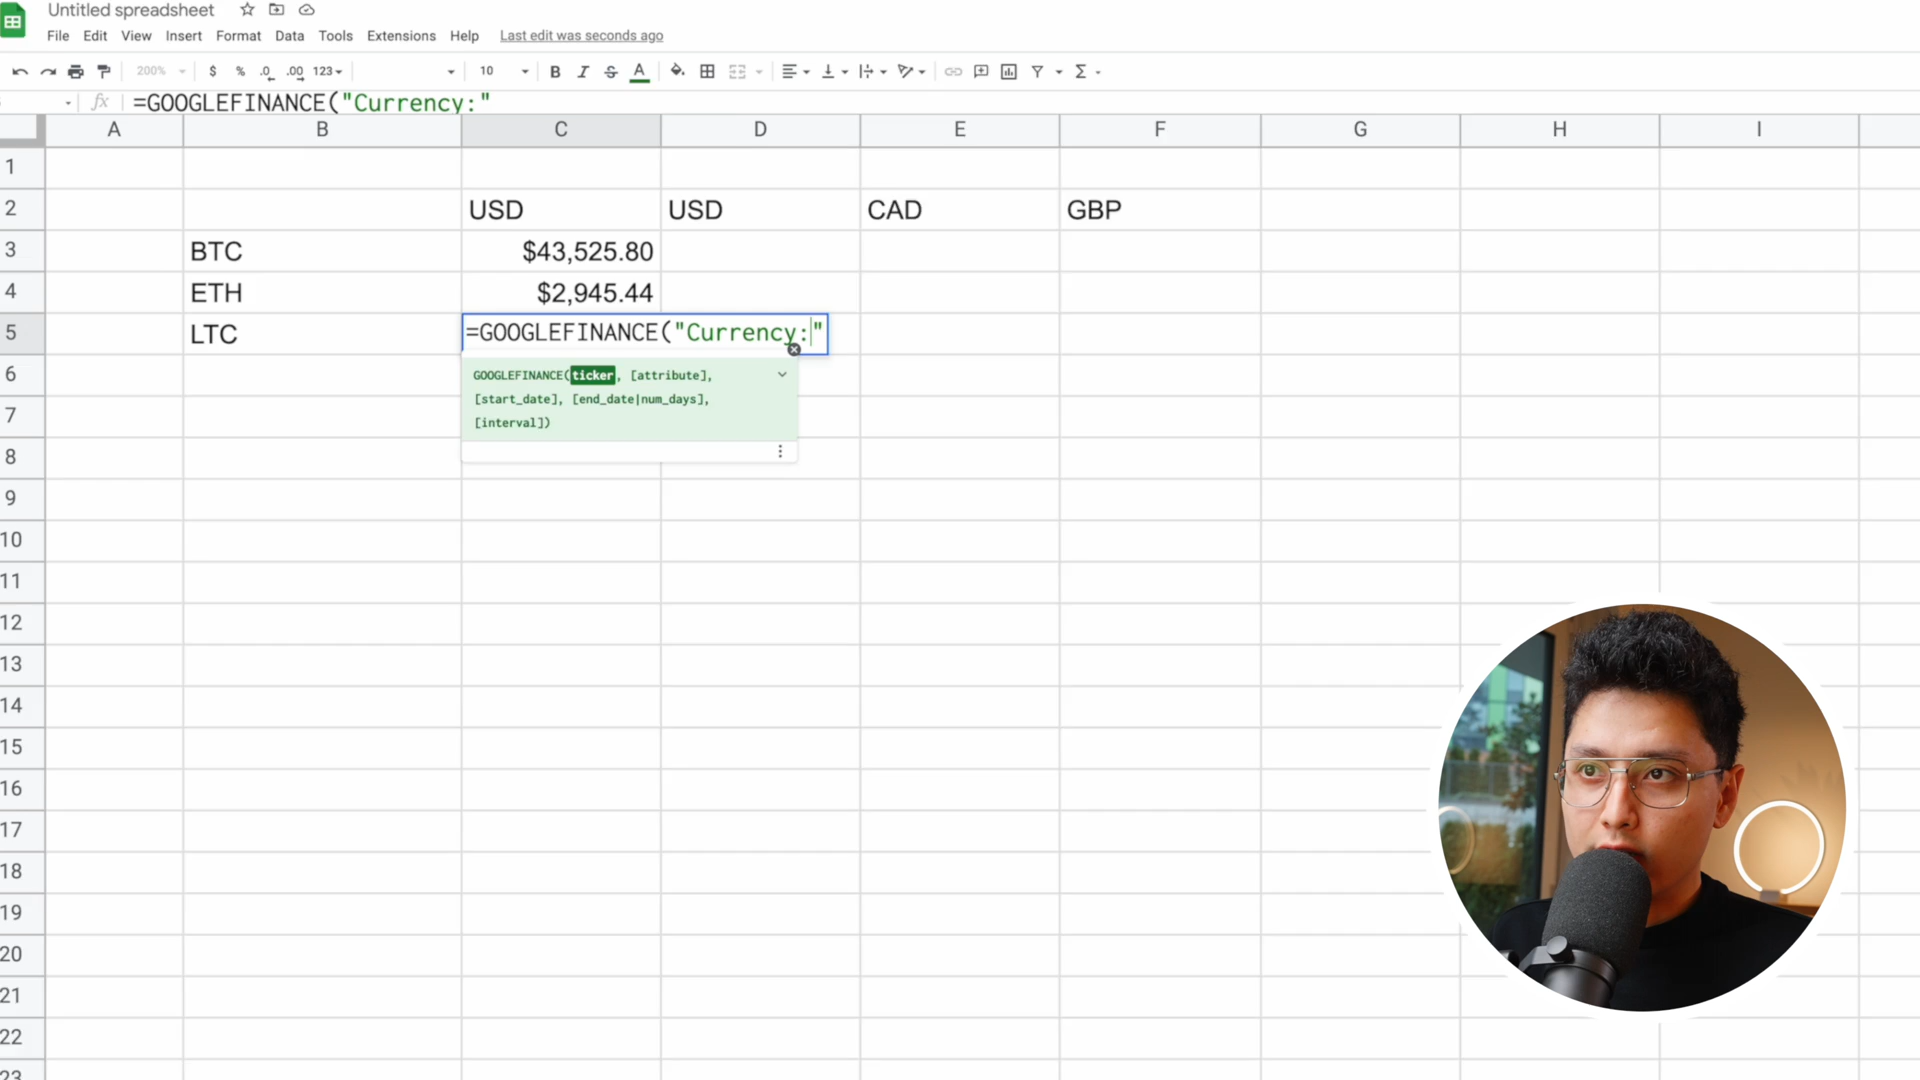 Untitled spreadsheet
File Edit View Insert Format Data Tools Extensions Help Last edit was seconds ago
200% $ % .0 .00 123 10 B I S A Σ
fx =GOOGLEFINANCE("Currency:"
A B C D E F G H I
1
2 USD USD CAD GBP
3 BTC $43,525.80
4 ETH $2,945.44
5 LTC =GOOGLEFINANCE("Currency:"
GOOGLEFINANCE(ticker, [attribute],
[start_date], [end_date|num_days],
[interval])
6
7
8
9
10
11
12
13
14
15
16
17
18
19
20
21
22
23